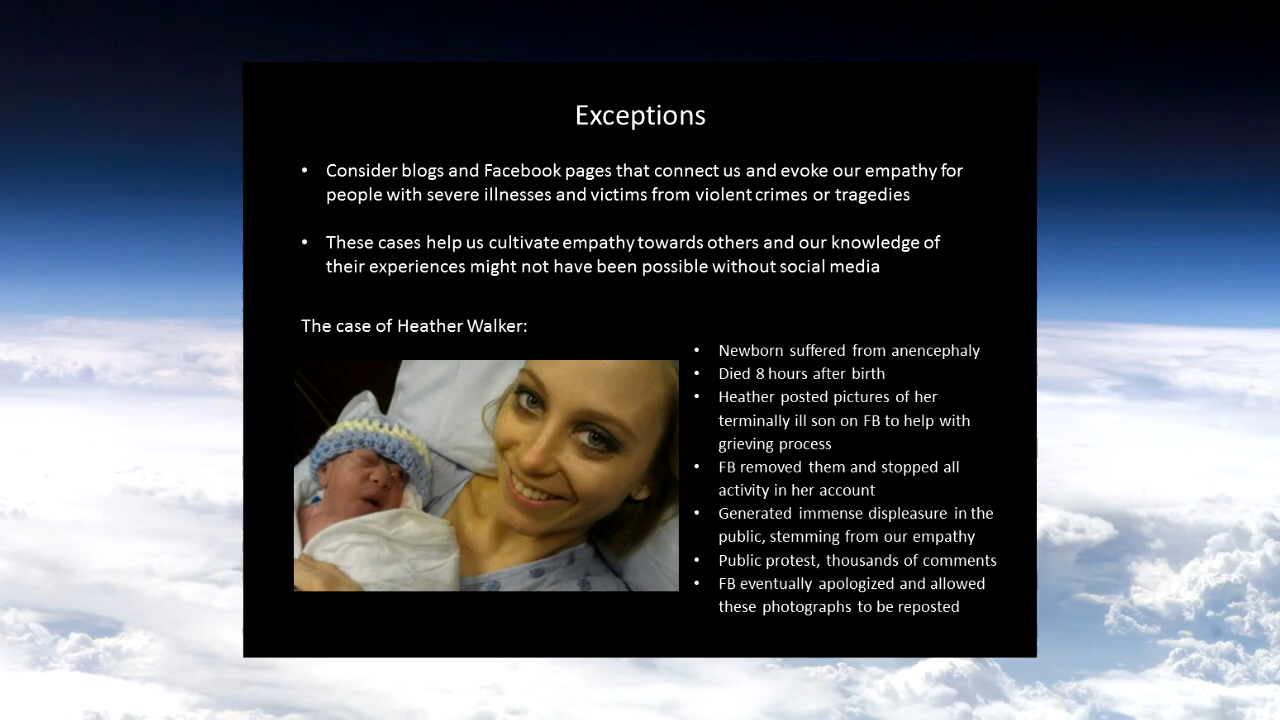 Exceptions
• Consider blogs and Facebook pages that connect us and evoke our empathy for
people with severe illnesses and victims from violent crimes or tragedies
• These cases help us cultivate empathy towards others and our knowledge of
their experiences might not have been possible without social media
The case of Heather Walker:
• Newborn suffered from anencephaly
• Died 8 hours after birth
• Heather posted pictures of her
terminally ill son on FB to help with
grieving process
• FB removed them and stopped all
activity in her account
• Generated immense displeasure in the
public, stemming from our empathy
• Public protest, thousands of comments
• FB eventually apologized and allowed
these photographs to be reposted